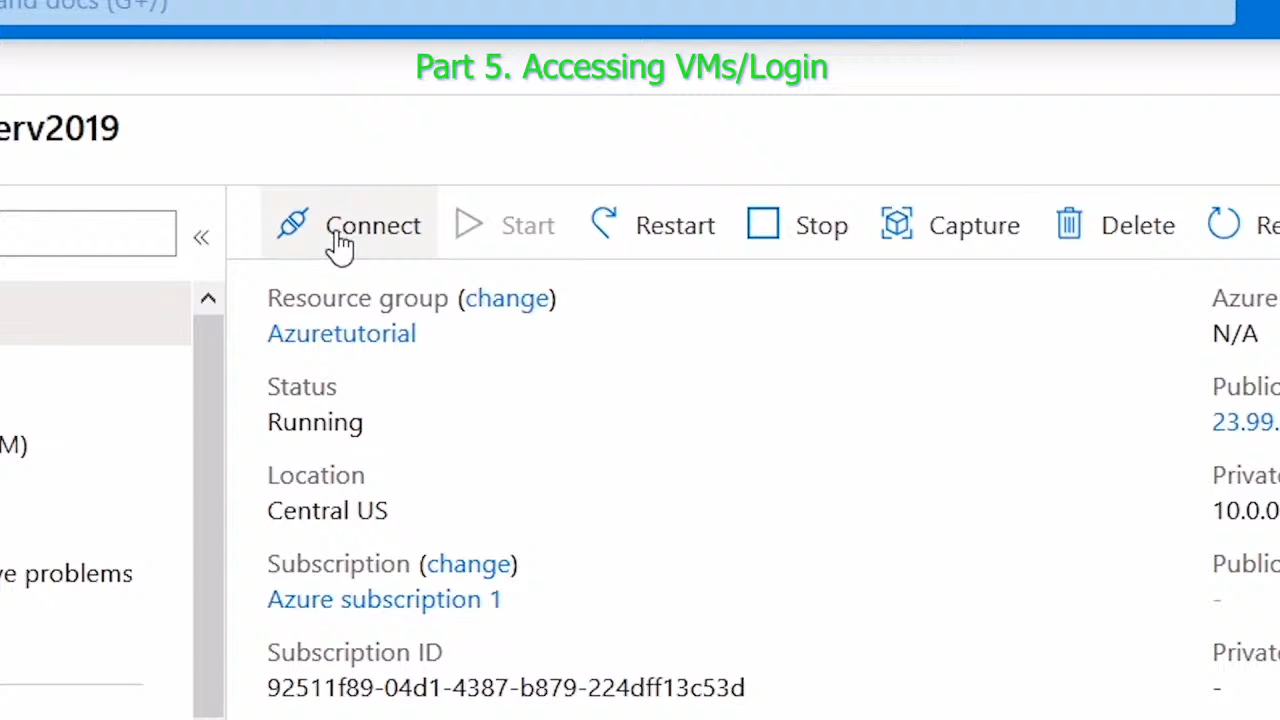 and docs (G+/)
Part 5. Accessing VMs/Login
erv2019
Connect Start Restart Stop Capture Delete Re
Resource group (change) Azure
Azuretutorial N/A
Status Public
Running 23.99.
M)
Location Private
Central US 10.0.0
ve problems
Subscription (change) Public
Azure subscription 1 -
Subscription ID Private
92511f89-04d1-4387-b879-224dff13c53d -